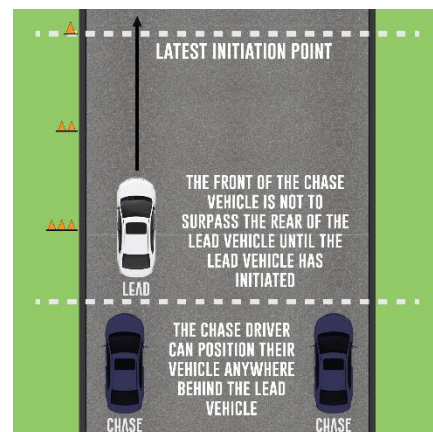 LATEST INITIATION POINT
THE FRONT OF THE CHASE
VEHICLE IS NOT TO
SURPASS THE REAR OF THE
LEAD VEHICLE UNTIL THE
LEAD VEHICLE HAS
INITIATED
LEAD
THE CHASE DRIVER
CAN POSITION THEIR
VEHICLE ANYWHERE
BEHIND THE LEAD
VEHICLE
CHASE
CHASE